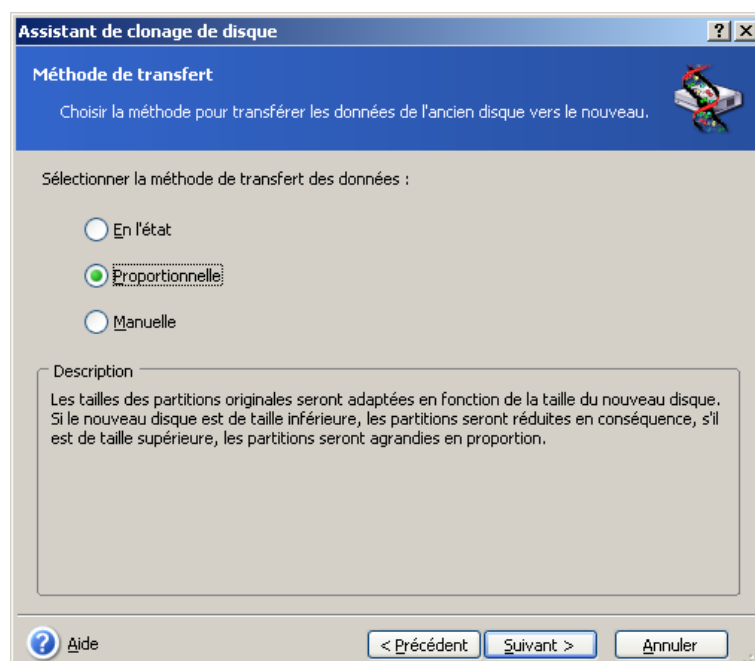 Assistant de clonage de disque
Méthode de transfert
Choisir la méthode pour transférer les données de l'ancien disque vers le nouveau.
Sélectionner la méthode de transfert des données :
En l'état
Proportionnelle
Manuelle
Description
Les tailles des partitions originales seront adaptées en fonction de la taille du nouveau disque.
Si le nouveau disque est de taille inférieure, les partitions seront réduites en conséquence, s'il
est de taille supérieure, les partitions seront agrandies en proportion.
Aide
< Précédent
Suivant >
Annuler